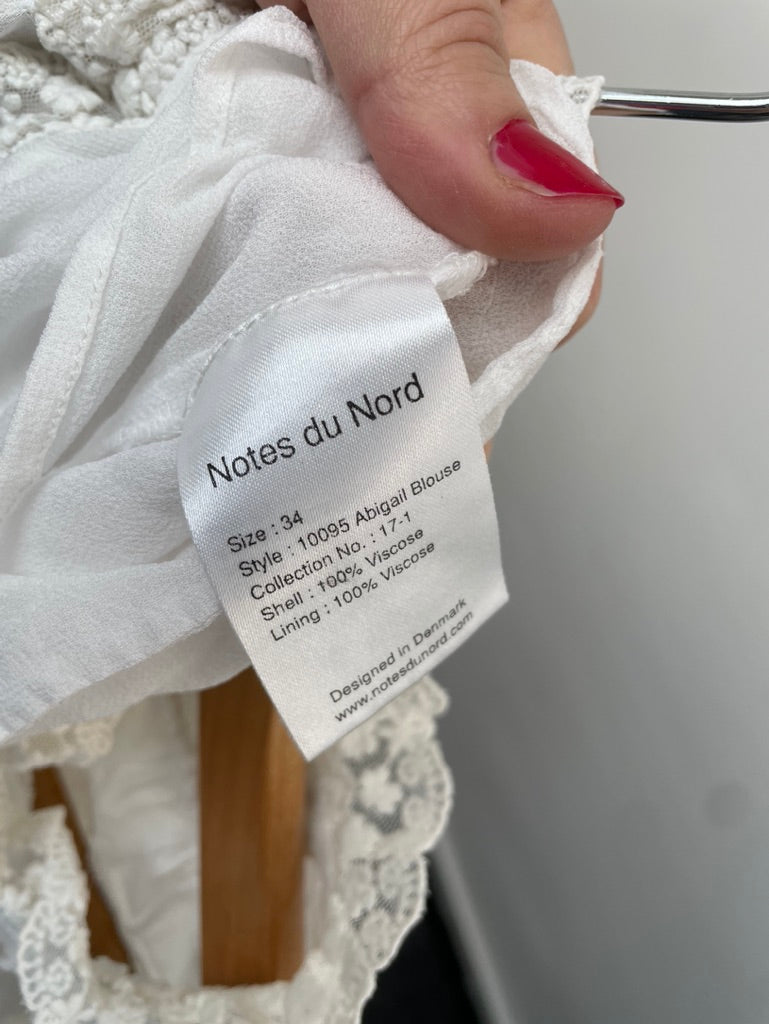 Notes du Nord
Size : 34
Style : 10095 Abigail Blouse
Collection No. : 17-1
Shell : 100% Viscose
Lining : 100% Viscose
Designed in Denmark
www.notesdunord.com